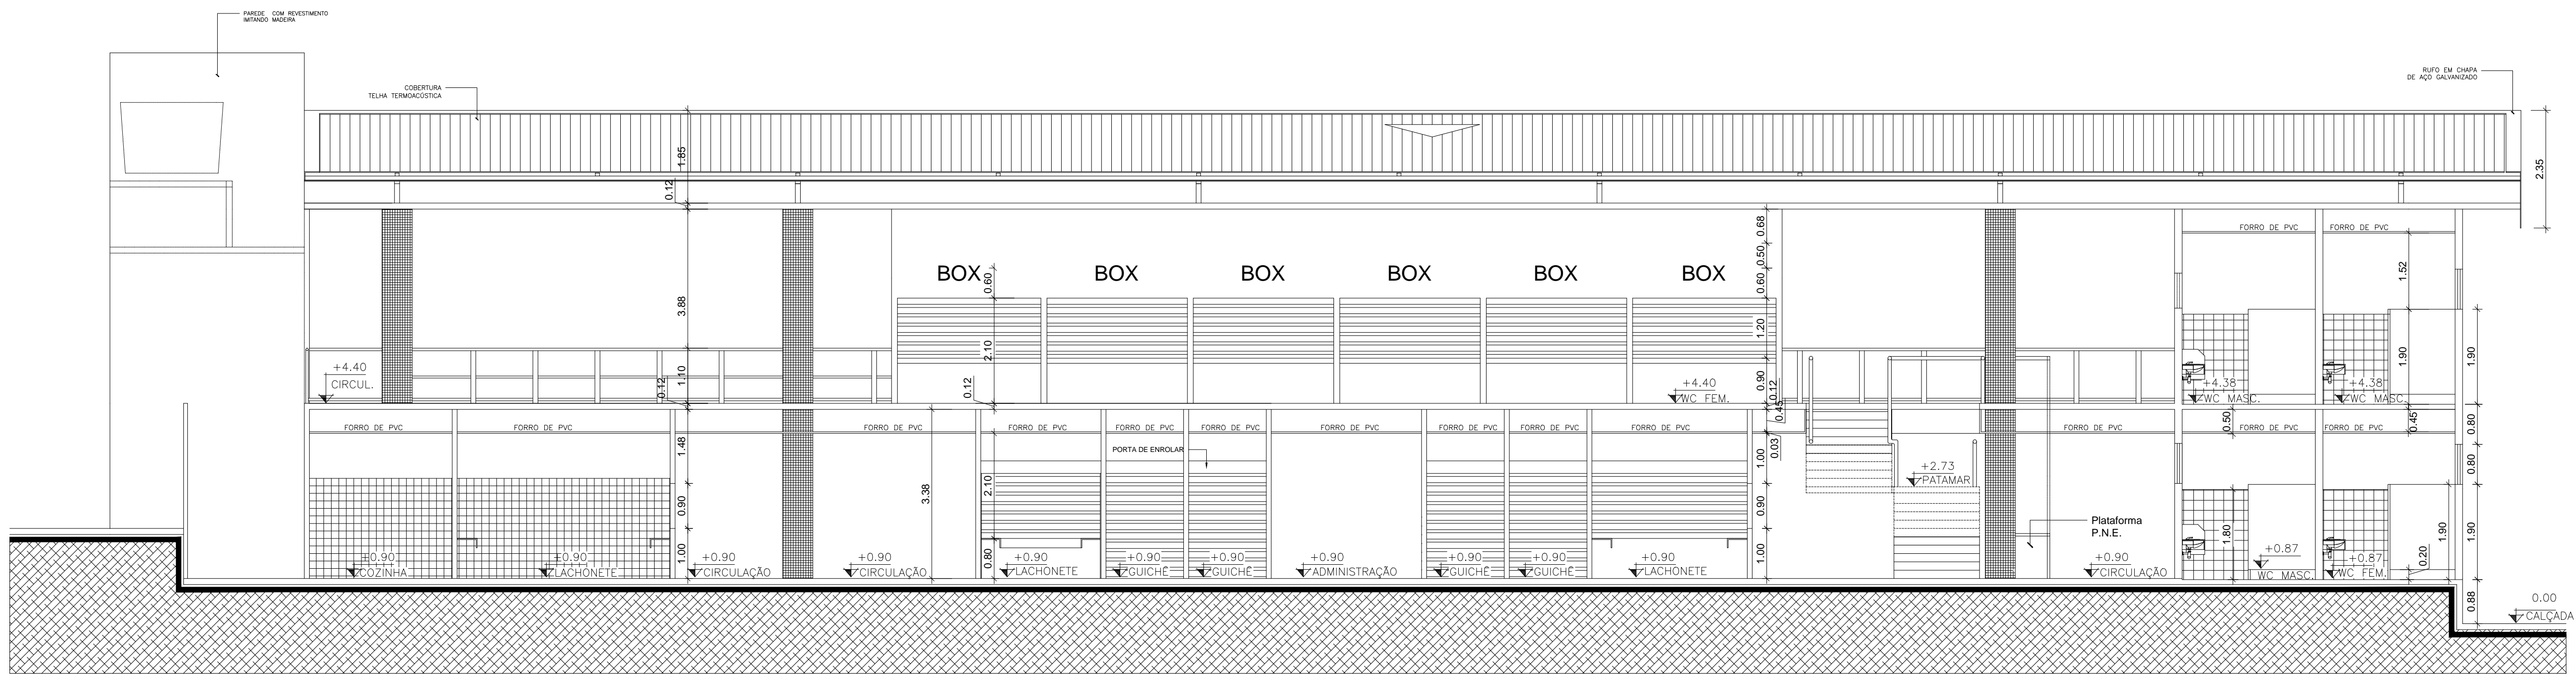 PAREDE COM REVESTIMENTO
IMITANDO MADEIRA
COBERTURA
TELHA TERMOACÚSTICA
RUFO EM CHAPA
DE AÇO GALVANIZADO
1.85
0.12
2.35
3.88
1.10
0.12
BOX
BOX
BOX
BOX
BOX
BOX
0.60
2.10
0.12
0.68
0.50
0.60
1.20
0.90
0.12
0.45
0.03
FORRO DE PVC
FORRO DE PVC
1.52
1.90
1.90
+4.40
CIRCUL.
+4.40
WC FEM.
+4.38
WC MASC.
+4.38
WC MASC.
0.50
0.45
0.80
0.80
FORRO DE PVC
FORRO DE PVC
FORRO DE PVC
FORRO DE PVC
FORRO DE PVC
FORRO DE PVC
FORRO DE PVC
FORRO DE PVC
FORRO DE PVC
FORRO DE PVC
FORRO DE PVC
FORRO DE PVC
FORRO DE PVC
PORTA DE ENROLAR
1.48
0.90
1.00
3.38
2.10
0.80
1.00
0.90
1.00
+2.73
PATAMAR
Plataforma
P.N.E.
1.80
1.90
1.90
0.20
0.88
+0.90
COZINHA
+0.90
LACHONETE
+0.90
CIRCULAÇÃO
+0.90
CIRCULAÇÃO
+0.90
LACHONETE
+0.90
GUICHÊ
+0.90
GUICHÊ
+0.90
ADMINISTRAÇÃO
+0.90
GUICHÊ
+0.90
GUICHÊ
+0.90
LACHONETE
+0.90
CIRCULAÇÃO
+0.87
WC MASC.
+0.87
WC FEM.
0.00
CALÇADA